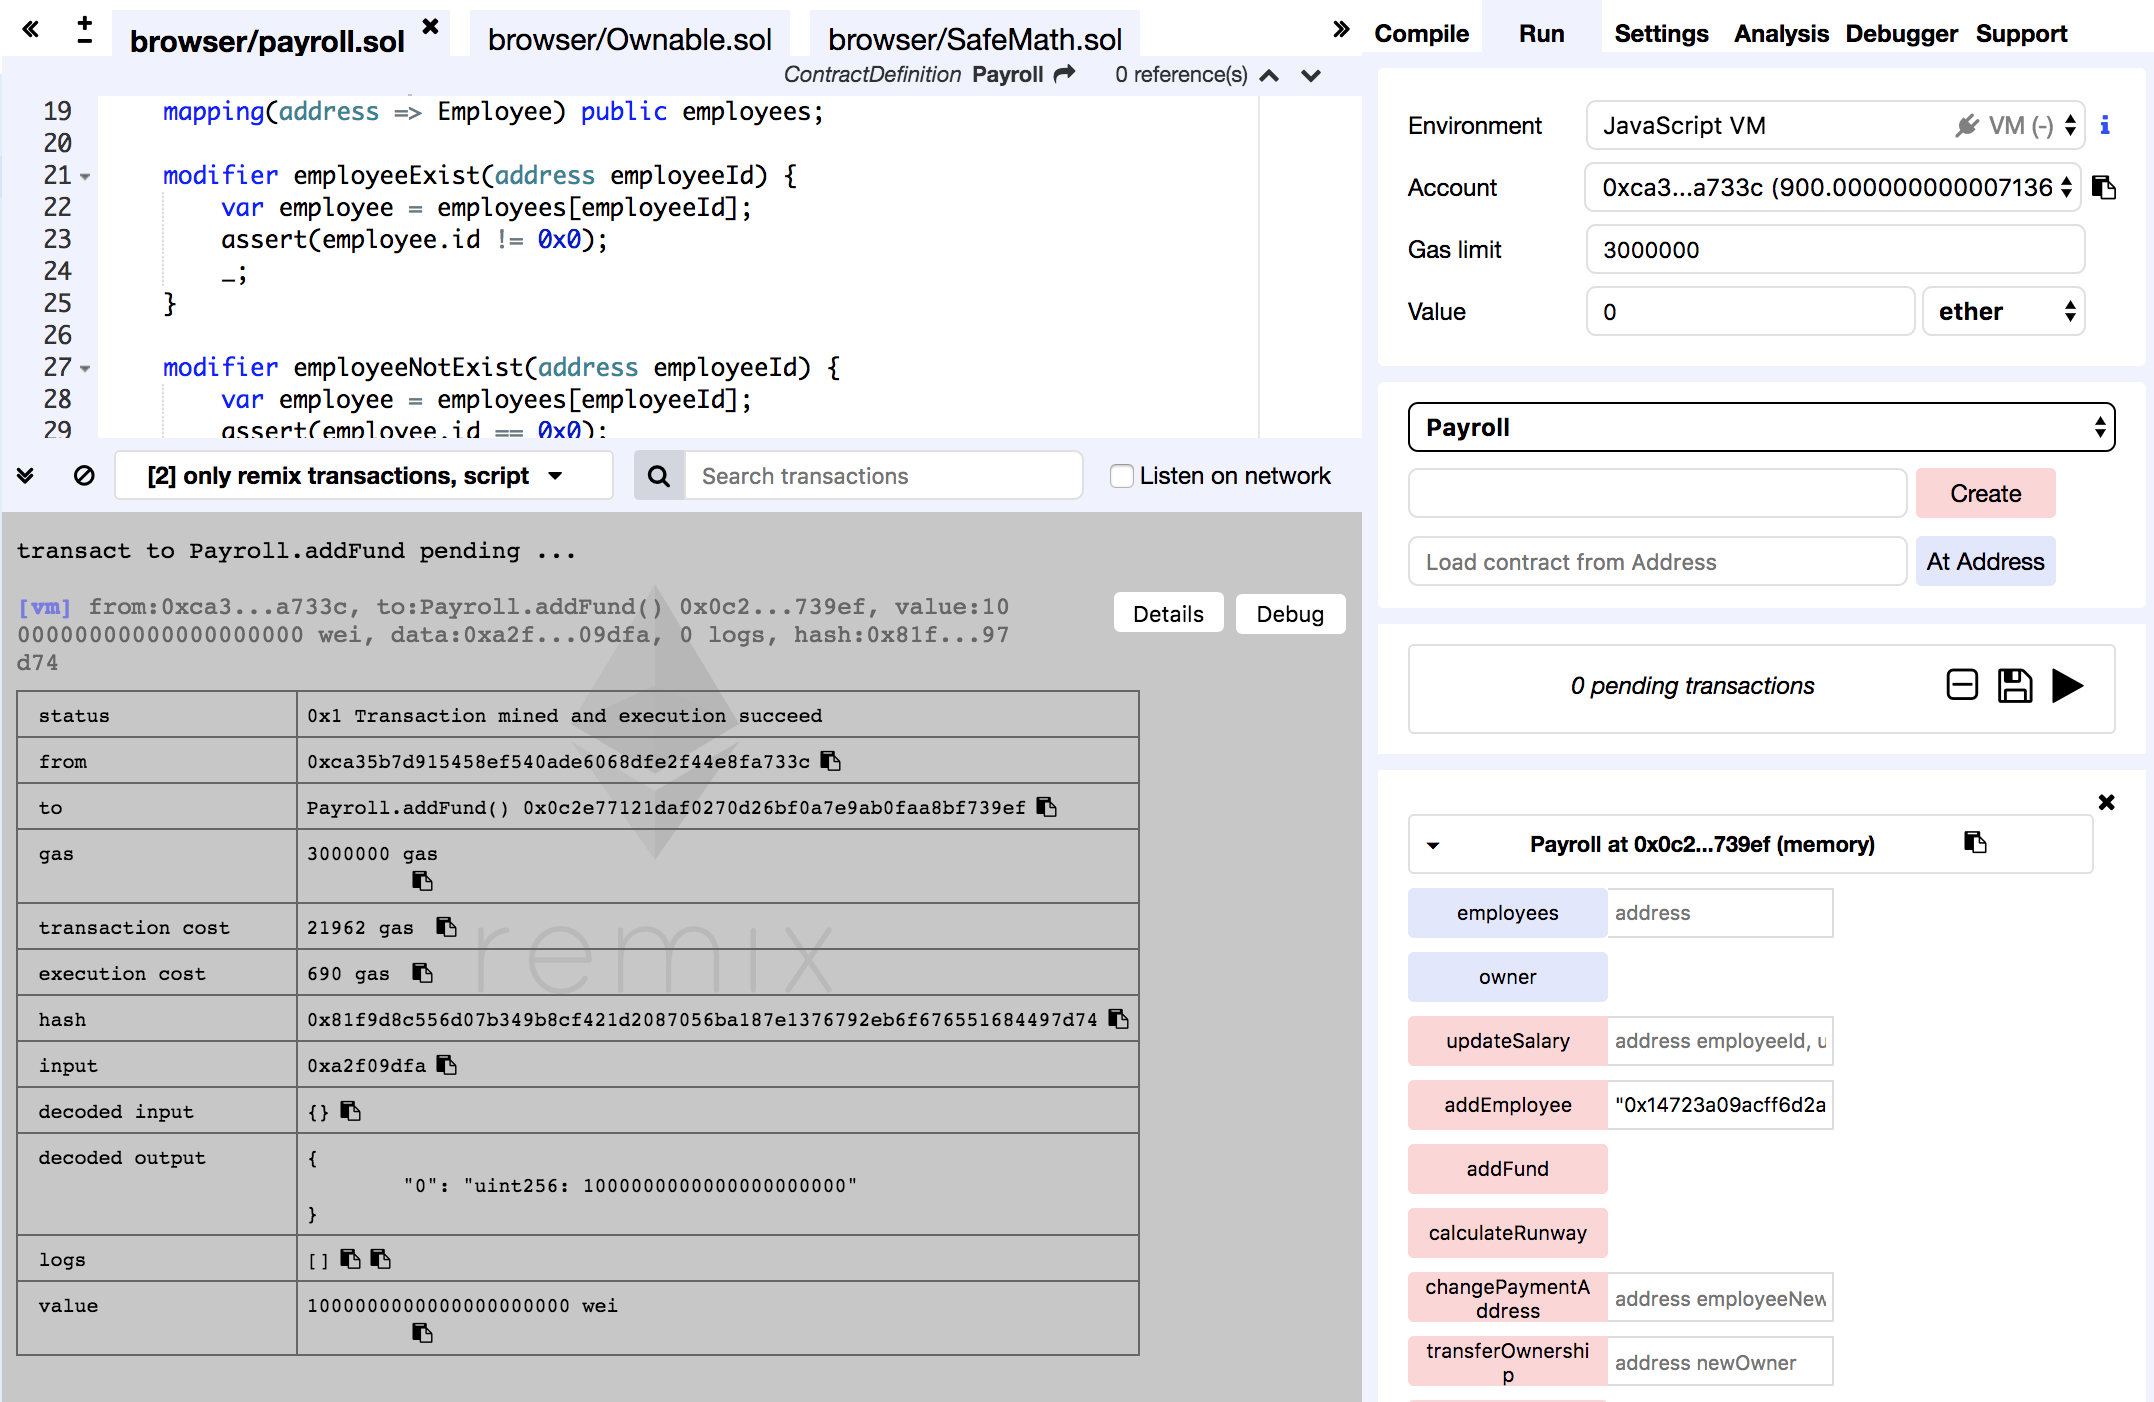 browser/payroll.sol
browser/Ownable.sol
browser/SafeMath.sol
Compile Run Settings Analysis Debugger Support
ContractDefinition Payroll 0 reference(s)
19 mapping(address => Employee) public employees;
20
21 modifier employeeExist(address employeeId) {
22 var employee = employees[employeeId];
23 assert(employee.id != 0x0);
24 _;
25 }
26
27 modifier employeeNotExist(address employeeId) {
28 var employee = employees[employeeId];
29 assert(employee.id == 0x0);
[2] only remix transactions, script
Search transactions
Listen on network
transact to Payroll.addFund pending ...
[vm] from:0xca3...a733c, to:Payroll.addFund() 0x0c2...739ef, value:10
00000000000000000000 wei, data:0xa2f...09dfa, 0 logs, hash:0x81f...97
d74
Details Debug
status 0x1 Transaction mined and execution succeed
from 0xca35b7d915458ef540ade6068dfe2f44e8fa733c
to Payroll.addFund() 0x0c2e77121daf0270d26bf0a7e9ab0faa8bf739ef
gas 3000000 gas
transaction cost 21962 gas
execution cost 690 gas
hash 0x81f9d8c556d07b349b8cf421d2087056ba187e1376792eb6f676551684497d74
input 0xa2f09dfa
decoded input {}
decoded output {
"0": "uint256: 1000000000000000000000"
}
logs []
value 1000000000000000000000 wei
remix
Environment JavaScript VM VM (-)
Account 0xca3...a733c (900.000000000007136
Gas limit 3000000
Value 0 ether
Payroll
Create
Load contract from Address At Address
0 pending transactions
Payroll at 0x0c2...739ef (memory)
employees address
owner
updateSalary address employeeId, u
addEmployee "0x14723a09acff6d2a
addFund
calculateRunway
changePaymentA
ddress
address employeeNew
transferOwnershi
p
address newOwner